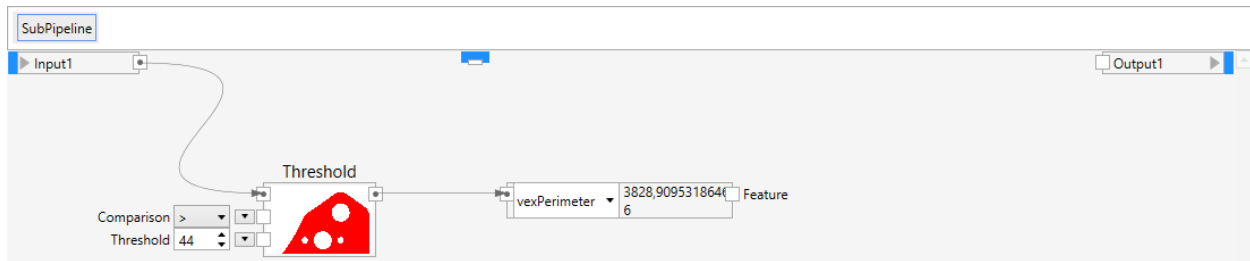 SubPipeline
Input1
Output1
Threshold
Comparison >
Threshold 44
vexPerimeter
3828,9095318646
6
Feature